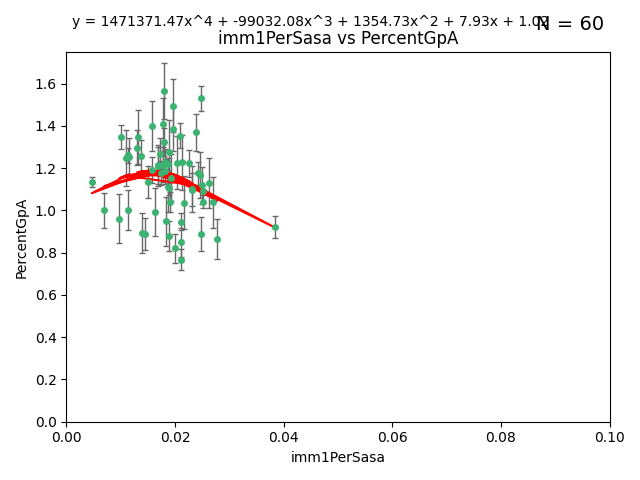 y = 1471371.47x^4 + -99032.08x^3 + 1354.73x^2 + 7.93x + 1.02
N = 60
imm1PerSasa vs PercentGpA
PercentGpA
1.6
1.4
1.2
1.0
0.8
0.6
0.4
0.2
0.0
0.00 0.02 0.04 0.06 0.08 0.10
imm1PerSasa